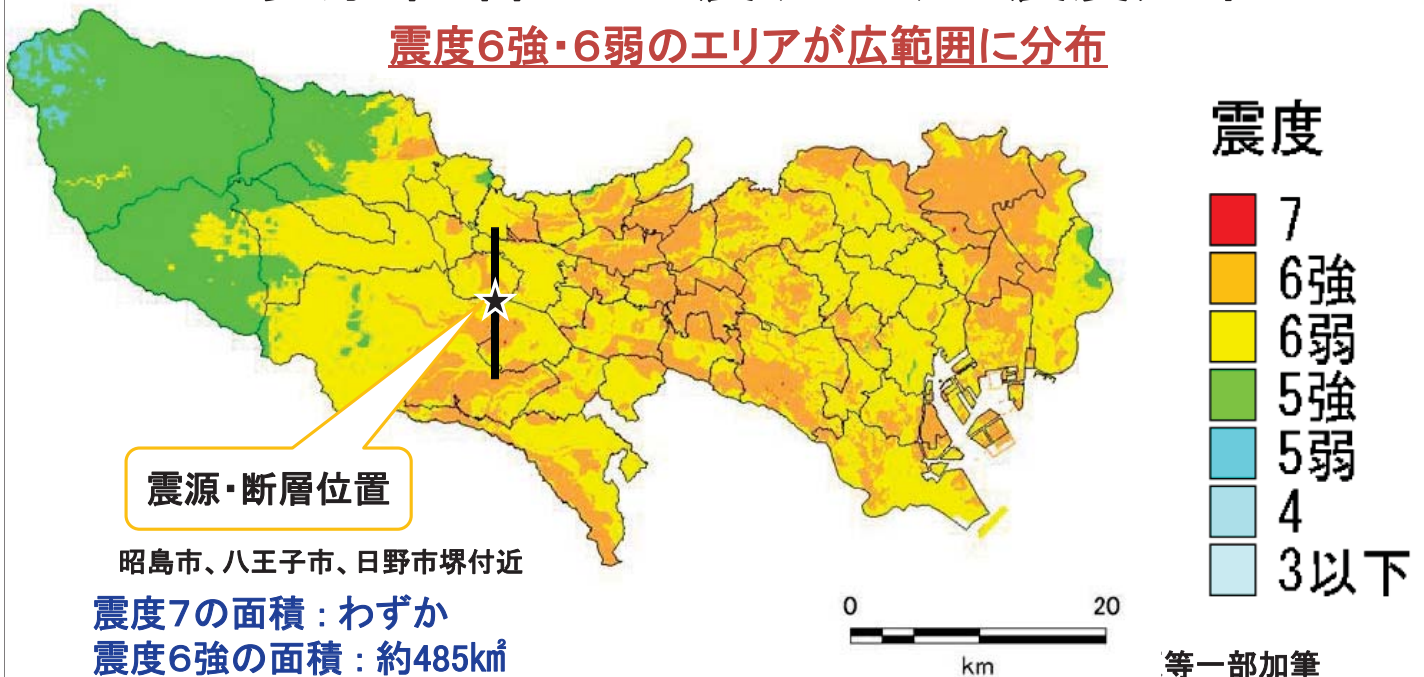 震度６強・６弱のエリアが広範囲に分布
震度
7
6強
6弱
5強
5弱
4
3以下
震源・断層位置
昭島市、八王子市、日野市堺付近
震度７の面積：わずか
震度６強の面積：約485k㎡
0 20
km
等一部加筆